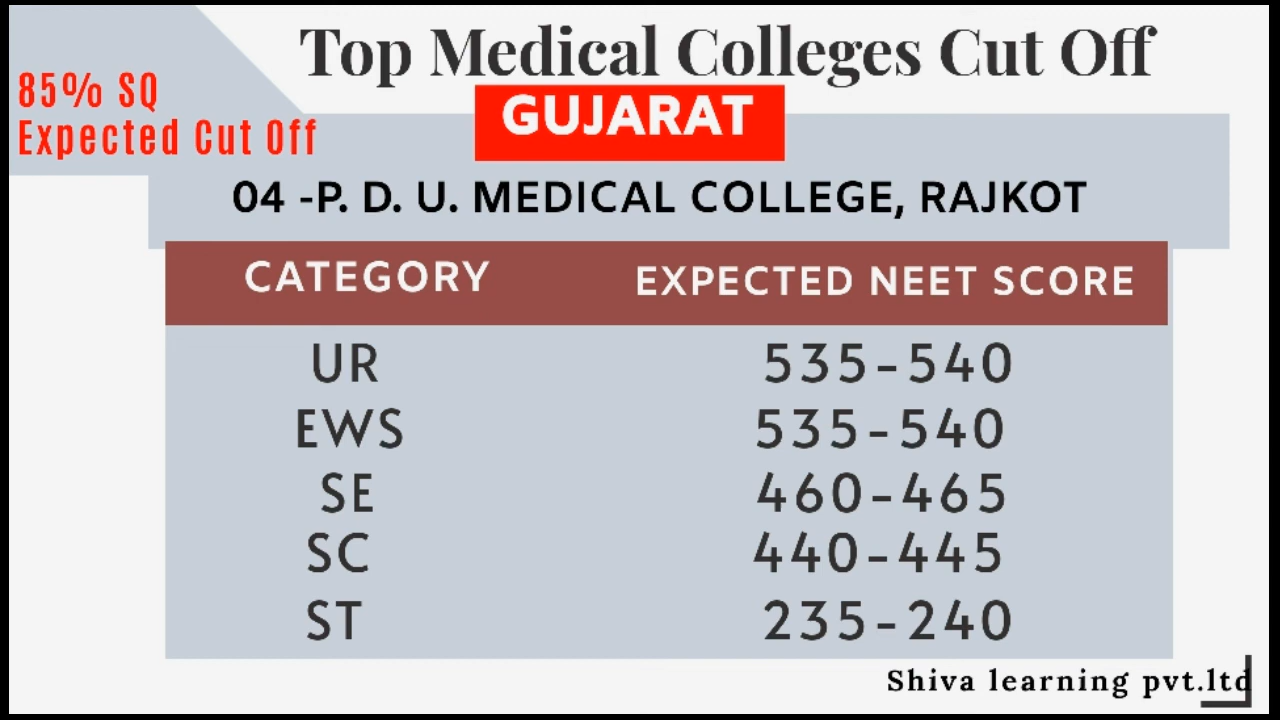 Top Medical Colleges Cut Off
85% SQ
Expected Cut Off
GUJARAT
04 -P. D. U. MEDICAL COLLEGE, RAJKOT
CATEGORY EXPECTED NEET SCORE
UR 535-540
EWS 535-540
SE 460-465
SC 440-445
ST 235-240
Shiva learning pvt.ltd